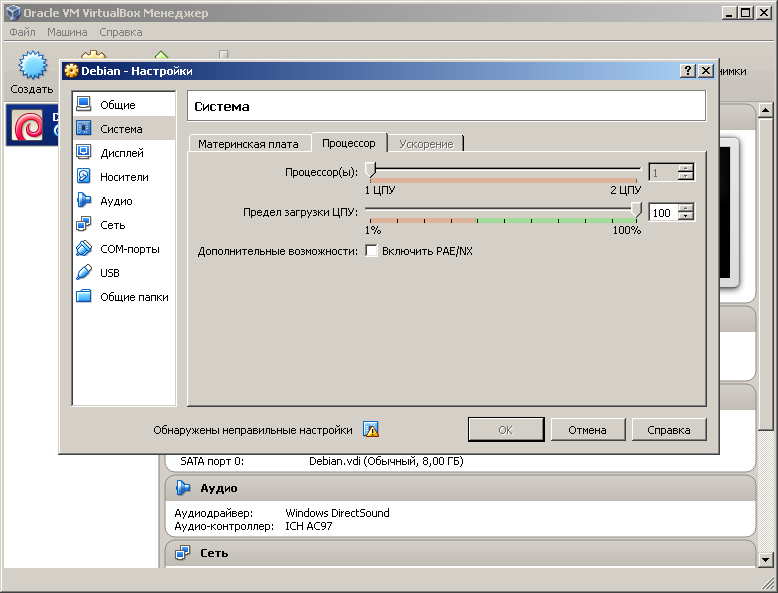 Oracle VM VirtualBox Менеджер
Файл Машина Справка
Создать
Debian - Настройки
Общие
Система
Дисплей
Носители
Аудио
Сеть
COM-порты
USB
Общие папки
Система
Материнская плата Процессор Ускорение
Процессор(ы): 1
1 ЦПУ 2 ЦПУ
Предел загрузки ЦПУ: 100
1% 100%
Дополнительные возможности: Включить PAE/NX
Обнаружены неправильные настройки
OK Отмена Справка
SATA порт 0: Debian.vdi (Обычный, 8,00 ГБ)
Аудио
Аудиодрайвер: Windows DirectSound
Аудио-контроллер: ICH AC97
Сеть